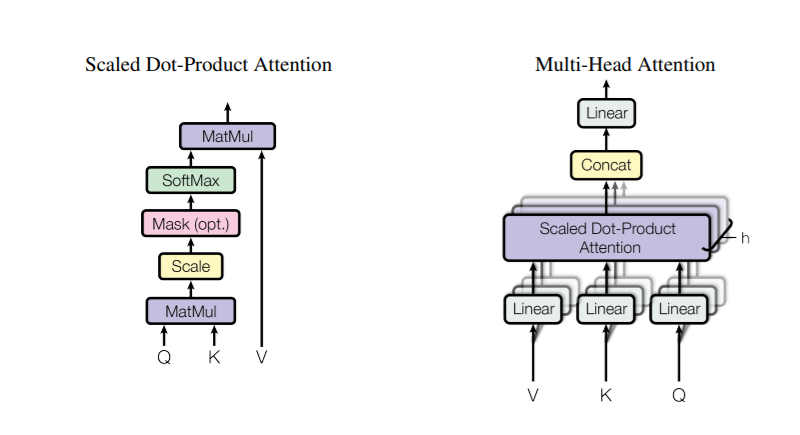 Scaled Dot-Product Attention
MatMul
SoftMax
Mask (opt.)
Scale
MatMul
Q K V
Multi-Head Attention
Linear
Concat
Scaled Dot-Product
Attention
h
Linear Linear Linear
V K Q